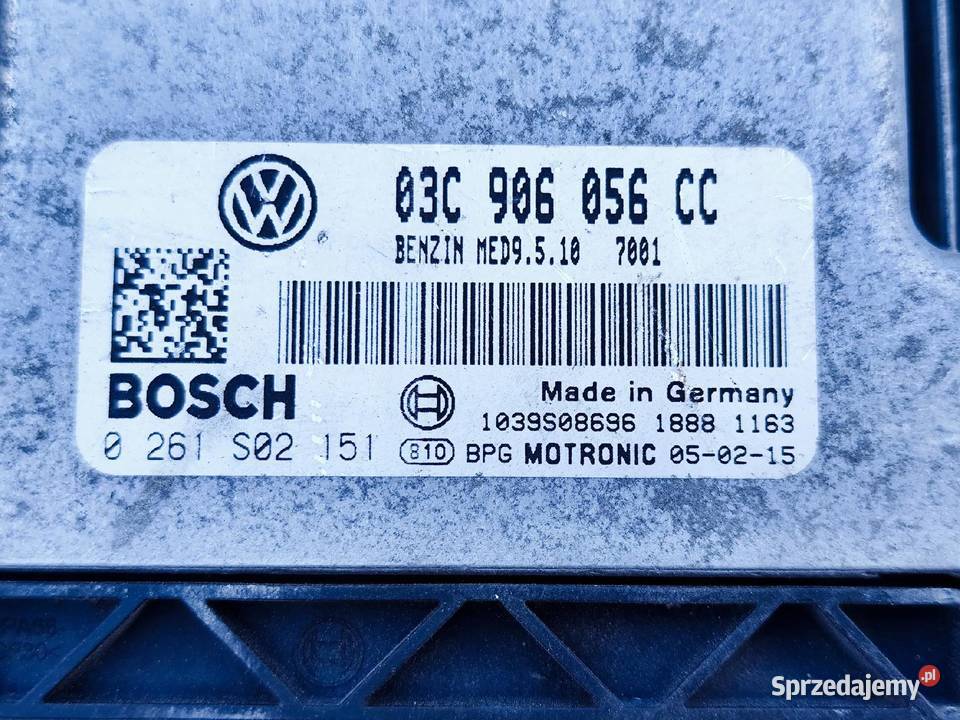 03C 906 056 CC
BENZIN MED9.5.10 7001
BOSCH
Made in Germany
1039S08696 1888 1163
0 261 S02 151
810 BPG MOTRONIC 05-02-15
Sprzedajemy.pl